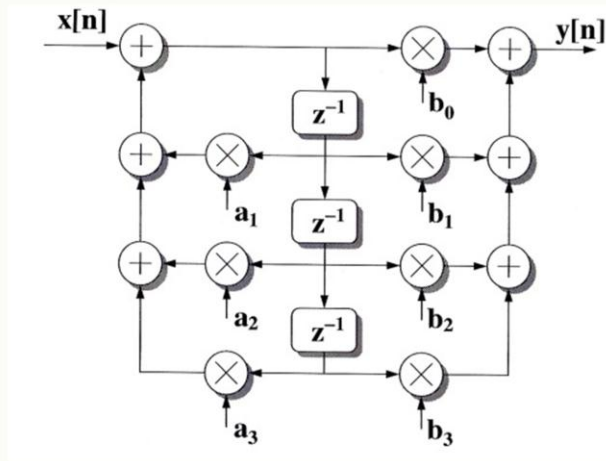 x[n] y[n]
b₀
z⁻¹
a₁ b₁
z⁻¹
a₂ b₂
z⁻¹
a₃ b₃